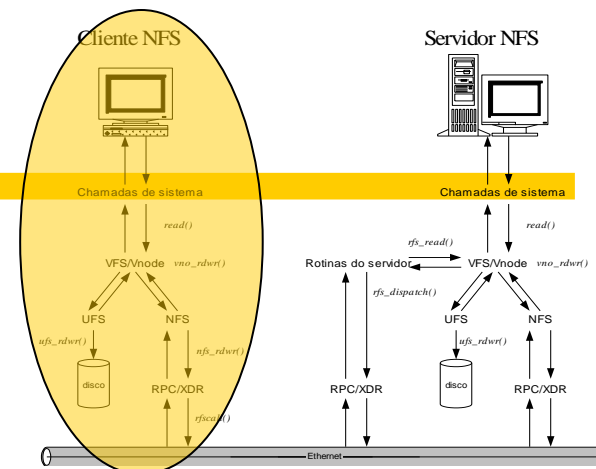 Cliente NFS
Servidor NFS
Chamadas de sistema
Chamadas de sistema
read()
read()
rfs_read()
VFS/Vnode vno_rdwr()
Rotinas do servidor
VFS/Vnode vno_rdwr()
rfs_dispatch()
UFS
NFS
UFS
NFS
ufs_rdwr()
nfs_rdwr()
ufs_rdwr()
disco
RPC/XDR
RPC/XDR
disco
RPC/XDR
rfscall()
Ethernet